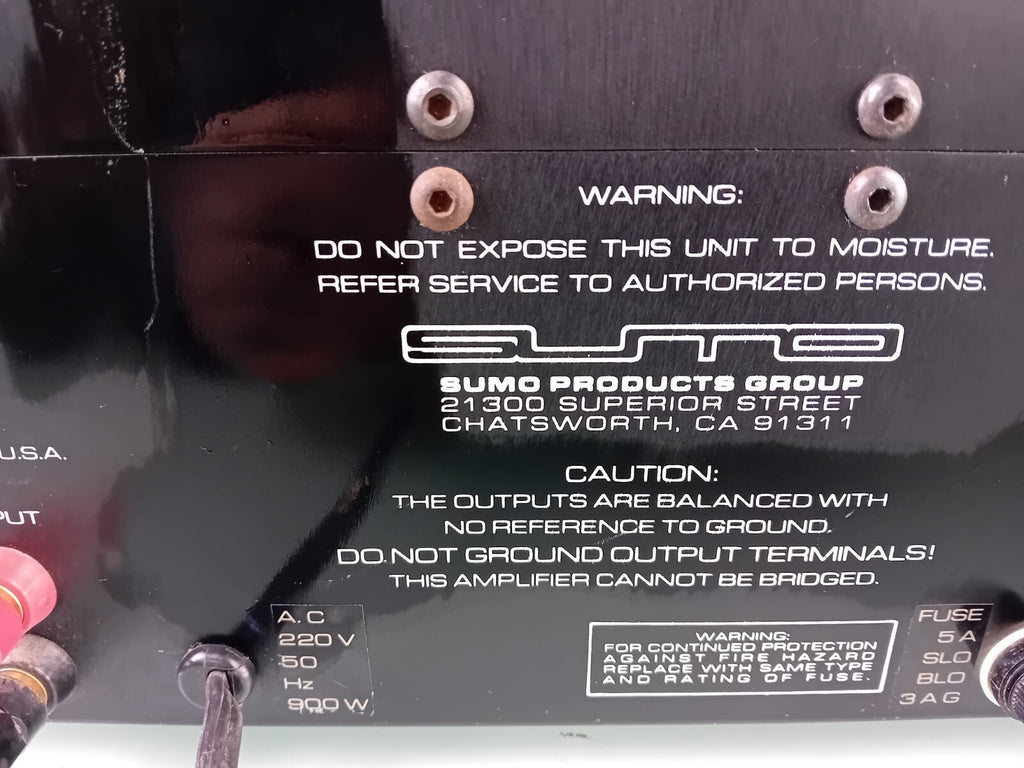 WARNING:
DO NOT EXPOSE THIS UNIT TO MOISTURE.
REFER SERVICE TO AUTHORIZED PERSONS.
SUMO
SUMO PRODUCTS GROUP
21300 SUPERIOR STREET
CHATSWORTH, CA 91311
U.S.A.
PUT
CAUTION:
THE OUTPUTS ARE BALANCED WITH
NO REFERENCE TO GROUND.
DO NOT GROUND OUTPUT TERMINALS!
THIS AMPLIFIER CANNOT BE BRIDGED.
A.C
220 V
50
Hz
900 W
WARNING:
FOR CONTINUED PROTECTION
AGAINST FIRE HAZARD
REPLACE WITH SAME TYPE
AND RATING OF FUSE.
FUSE
5 A
SLO
BLO
3 A G